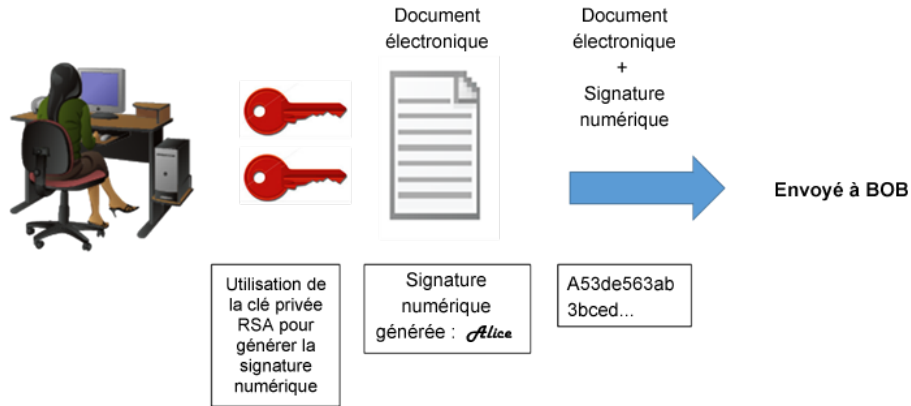 Document
électronique
Document
électronique
+
Signature
numérique
Envoyé à BOB
Utilisation de
la clé privée
RSA pour
générer la
signature
numérique
Signature
numérique
générée : Alice
A53de563ab
3bced...